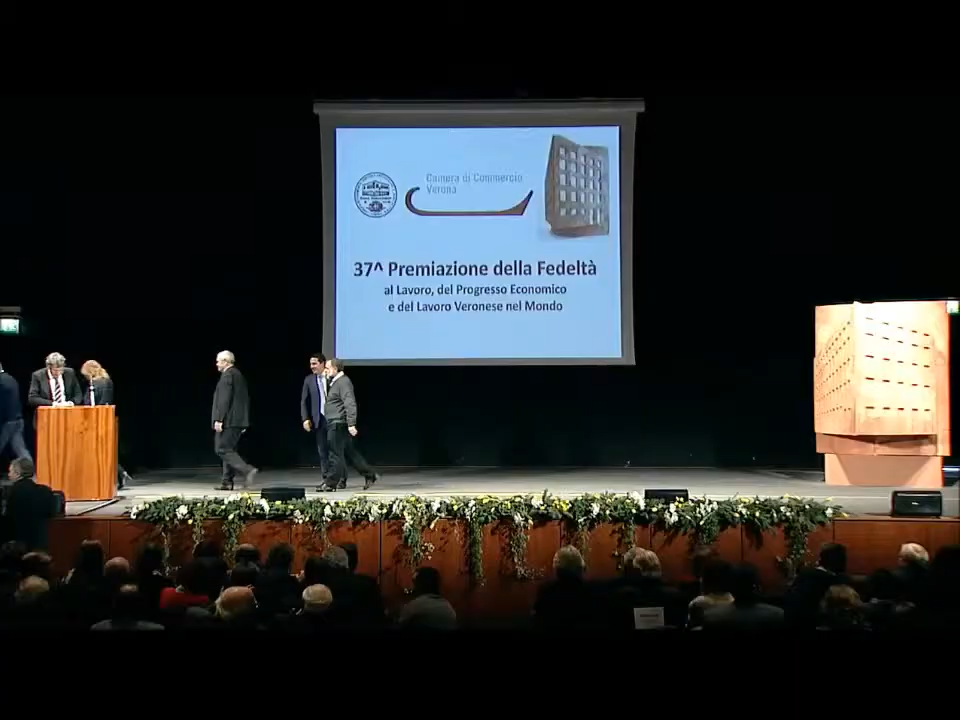 Camera di Commercio
Verona
37^ Premiazione della Fedeltà
al Lavoro, del Progresso Economico
e del Lavoro Veronese nel Mondo